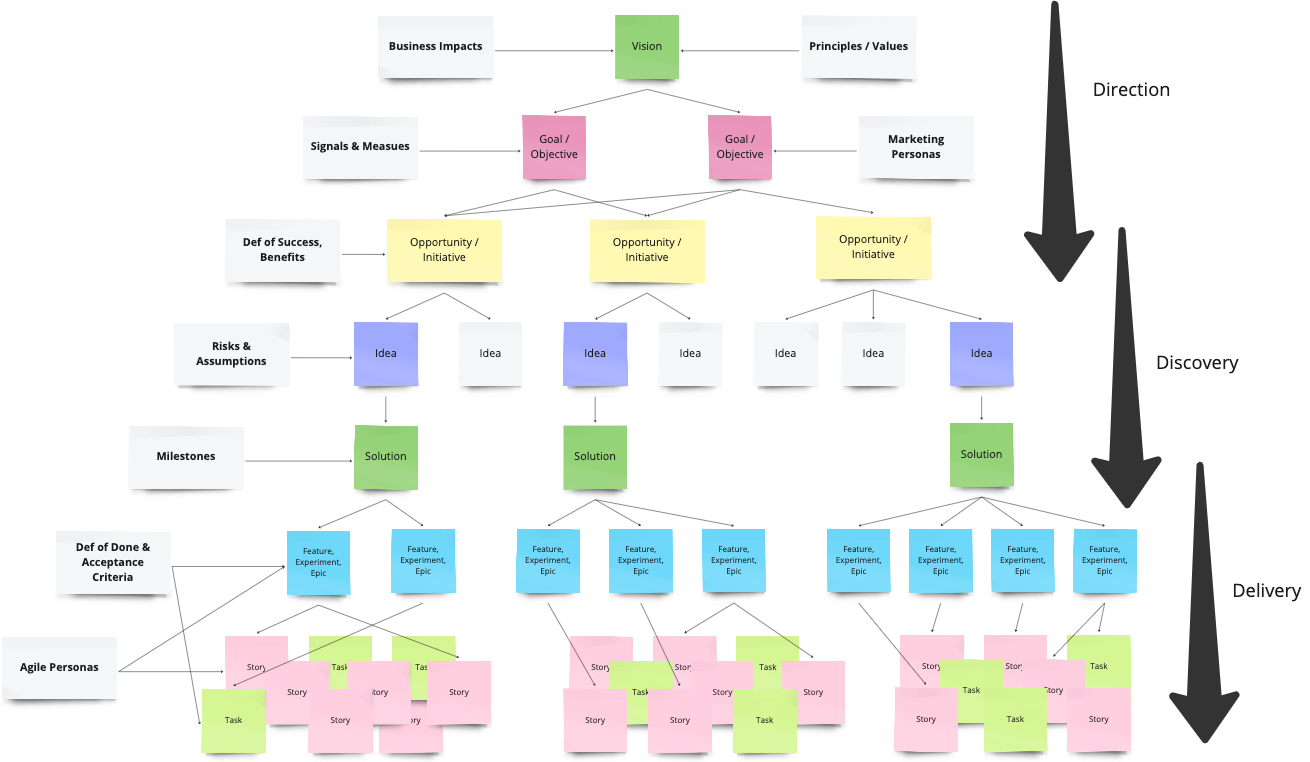 Business Impacts
Vision
Principles / Values
Direction
Signals & Measues
Goal /
Objective
Goal /
Objective
Marketing
Personas
Def of Success,
Benefits
Opportunity /
Initiative
Opportunity /
Initiative
Opportunity /
Initiative
Risks &
Assumptions
Idea
Idea
Idea
Idea
Idea
Idea
Idea
Discovery
Milestones
Solution
Solution
Solution
Def of Done &
Acceptance
Criteria
Feature,
Experiment,
Epic
Feature,
Experiment,
Epic
Feature,
Experiment,
Epic
Feature,
Experiment,
Epic
Feature,
Experiment,
Epic
Feature,
Experiment,
Epic
Feature,
Experiment,
Epic
Feature,
Experiment,
Epic
Feature,
Experiment,
Epic
Delivery
Agile Personas
Story
Task
Task
Story
Story
Story
Task
Story
Story
Story
Task
Task
Story
Story
Story
Story
Task
Story
Story
Task
Task
Story
Story
Task
Story